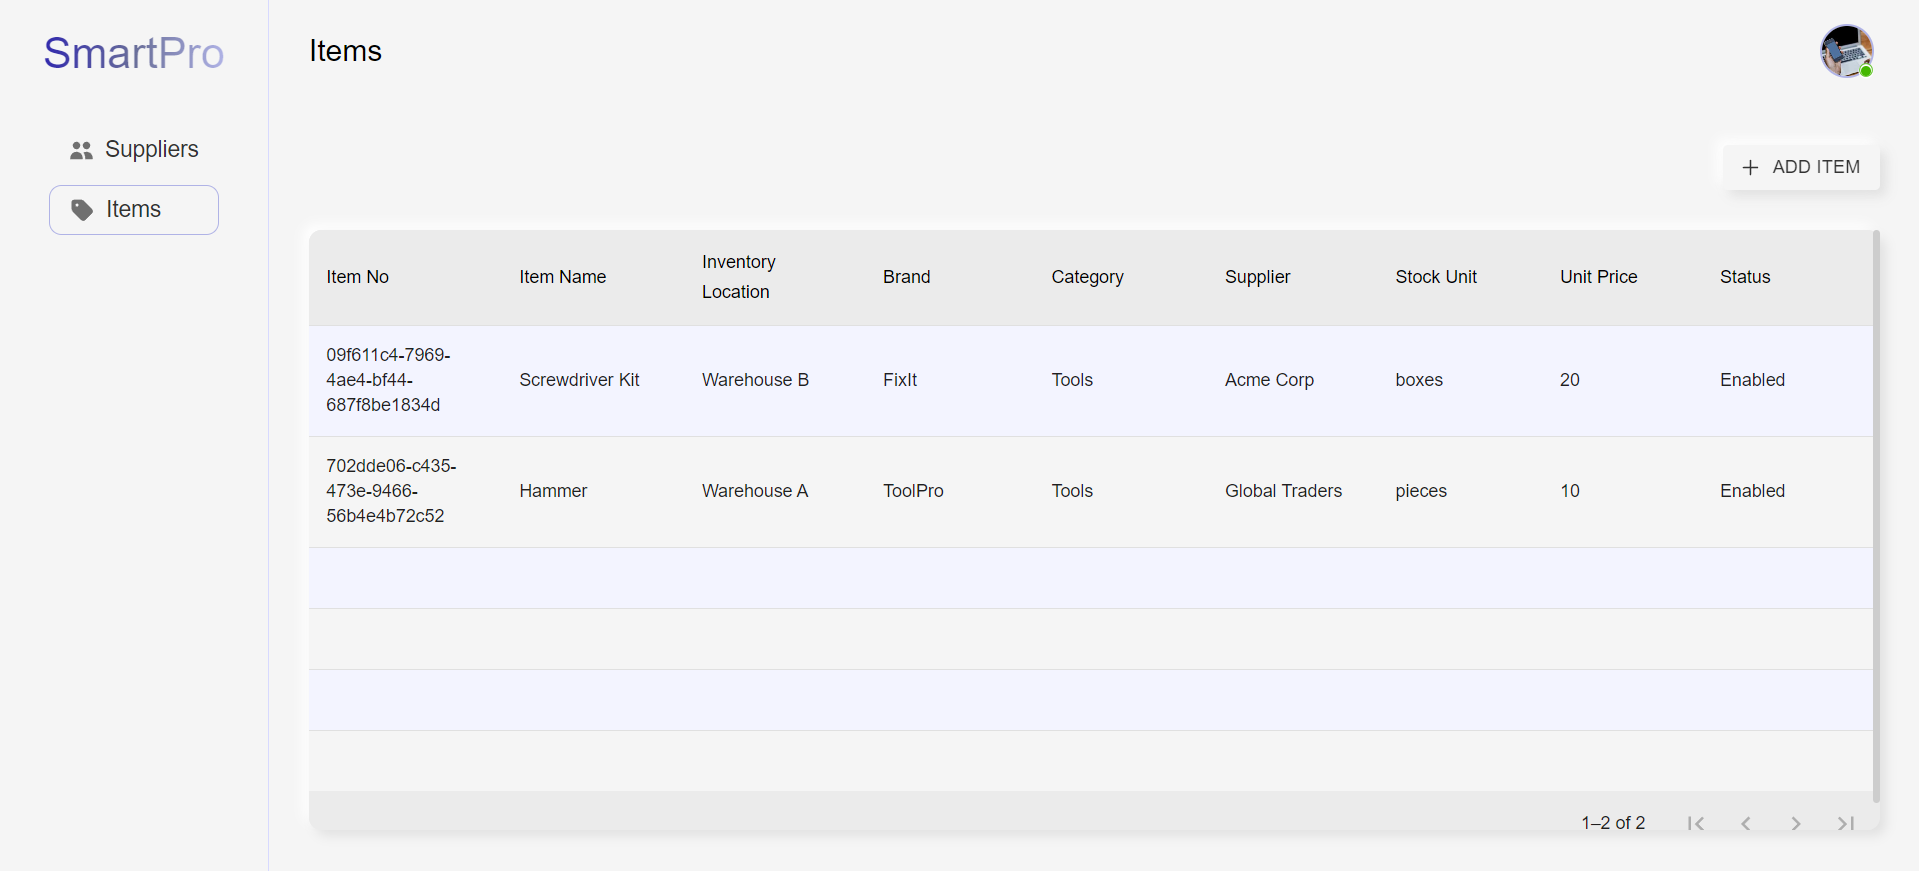 SmartPro
Items
Suppliers
Items
ADD ITEM
Item No Item Name Inventory Location Brand Category Supplier Stock Unit Unit Price Status
09f611c4-7969-
4ae4-bf44-
687f8be1834d
Screwdriver Kit Warehouse B FixIt Tools Acme Corp boxes 20 Enabled
702dde06-c435-
473e-9466-
56b4e4b72c52
Hammer Warehouse A ToolPro Tools Global Traders pieces 10 Enabled
1–2 of 2